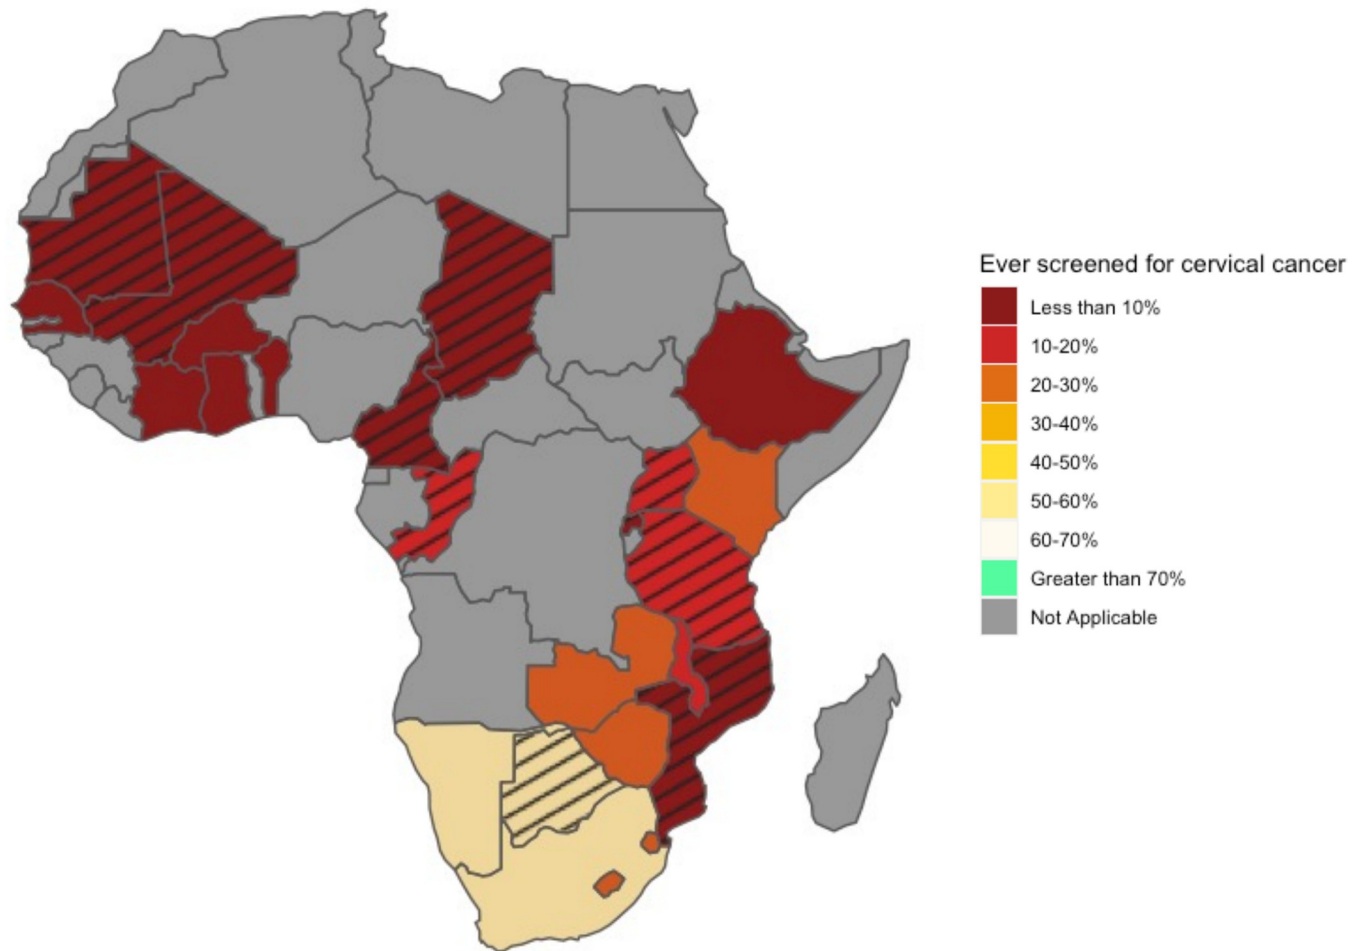 Ever screened for cervical cancer
Less than 10%
10-20%
20-30%
30-40%
40-50%
50-60%
60-70%
Greater than 70%
Not Applicable